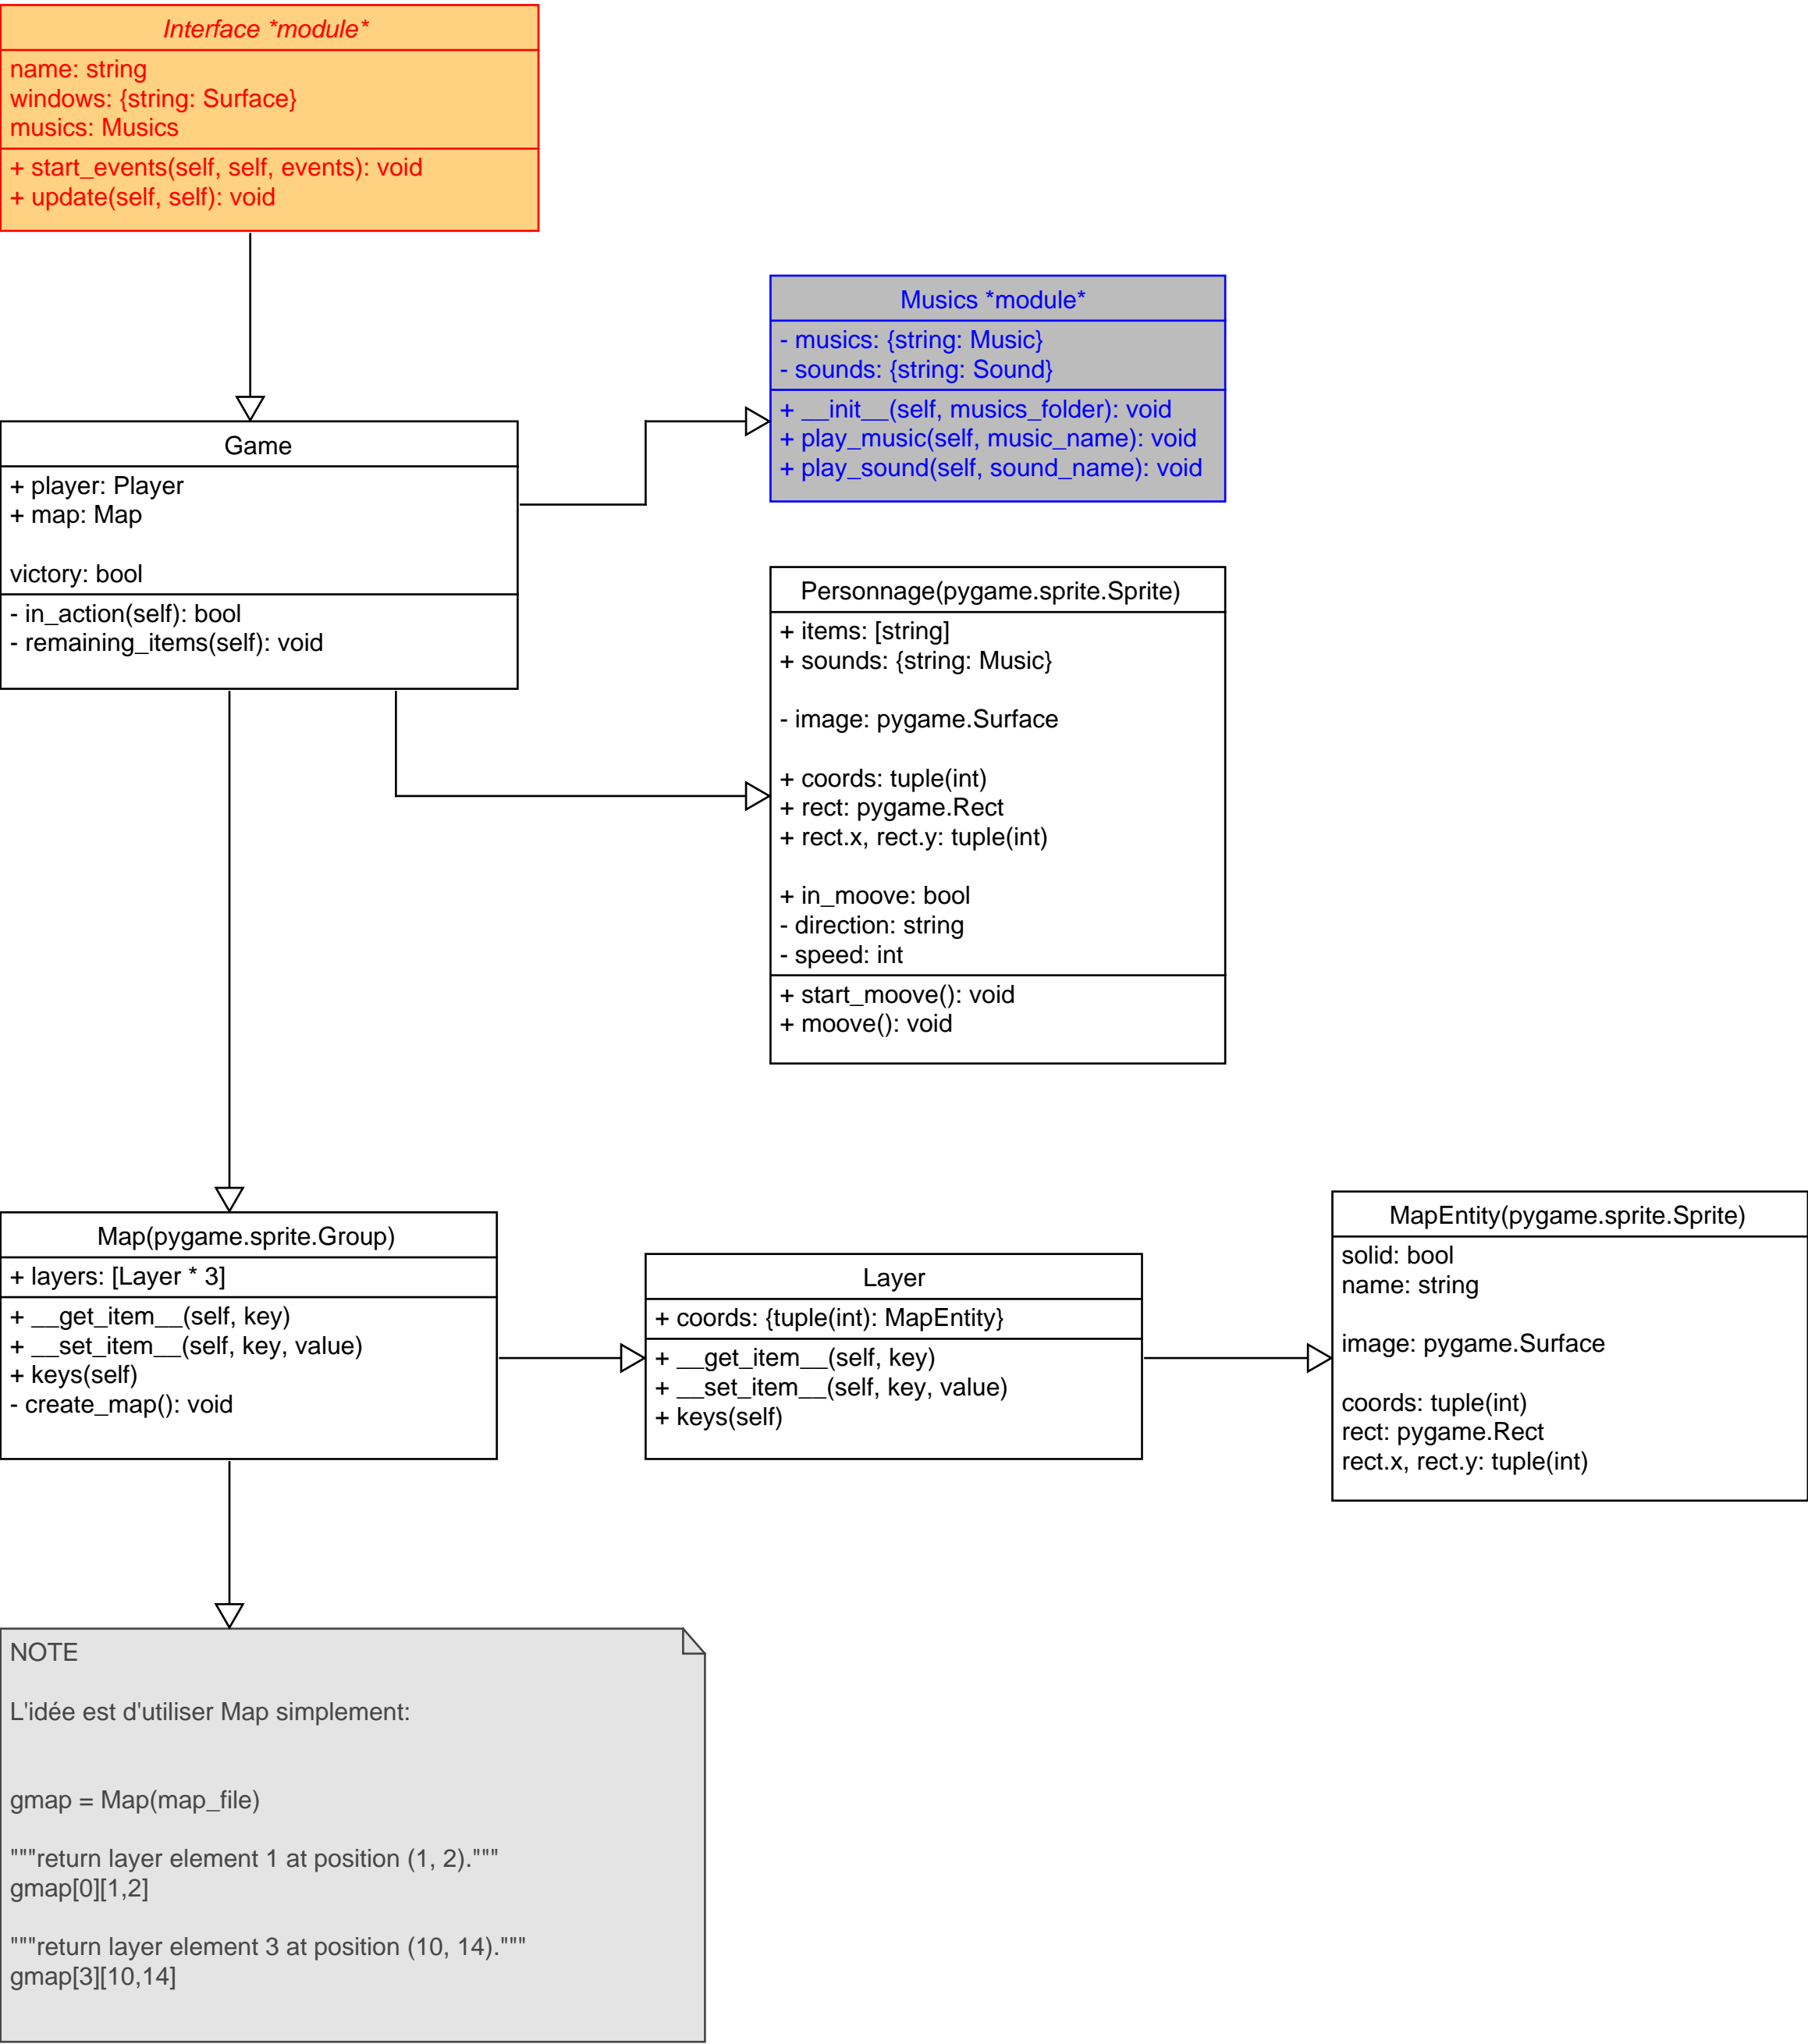 Interface *module*
name: string
windows: {string: Surface}
musics: Musics
+ start_events(self, self, events): void
+ update(self, self): void
Musics *module*
- musics: {string: Music}
- sounds: {string: Sound}
+ __init__(self, musics_folder): void
+ play_music(self, music_name): void
+ play_sound(self, sound_name): void
Game
+ player: Player
+ map: Map
victory: bool
- in_action(self): bool
- remaining_items(self): void
Personnage(pygame.sprite.Sprite)
+ items: [string]
+ sounds: {string: Music}
- image: pygame.Surface
+ coords: tuple(int)
+ rect: pygame.Rect
+ rect.x, rect.y: tuple(int)
+ in_moove: bool
- direction: string
- speed: int
+ start_moove(): void
+ moove(): void
Map(pygame.sprite.Group)
+ layers: [Layer * 3]
+ __get_item__(self, key)
+ __set_item__(self, key, value)
+ keys(self)
- create_map(): void
Layer
+ coords: {tuple(int): MapEntity}
+ __get_item__(self, key)
+ __set_item__(self, key, value)
+ keys(self)
MapEntity(pygame.sprite.Sprite)
solid: bool
name: string
image: pygame.Surface
coords: tuple(int)
rect: pygame.Rect
rect.x, rect.y: tuple(int)
NOTE
L'idée est d'utiliser Map simplement:
gmap = Map(map_file)
"""return layer element 1 at position (1, 2)."""
gmap[0][1,2]
"""return layer element 3 at position (10, 14)."""
gmap[3][10,14]